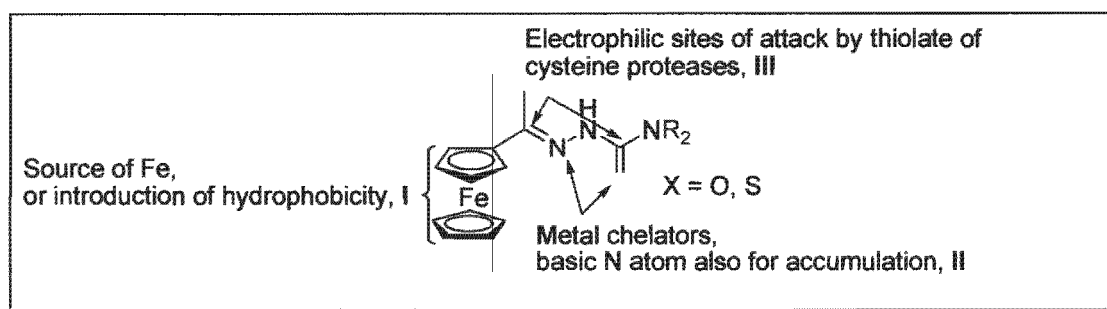 Electrophilic sites of attack by thiolate of
cysteine proteases, III
H
N
NR2
N
Source of Fe,
or introduction of hydrophobicity, I
Fe
X = O, S
Metal chelators,
basic N atom also for accumulation, II